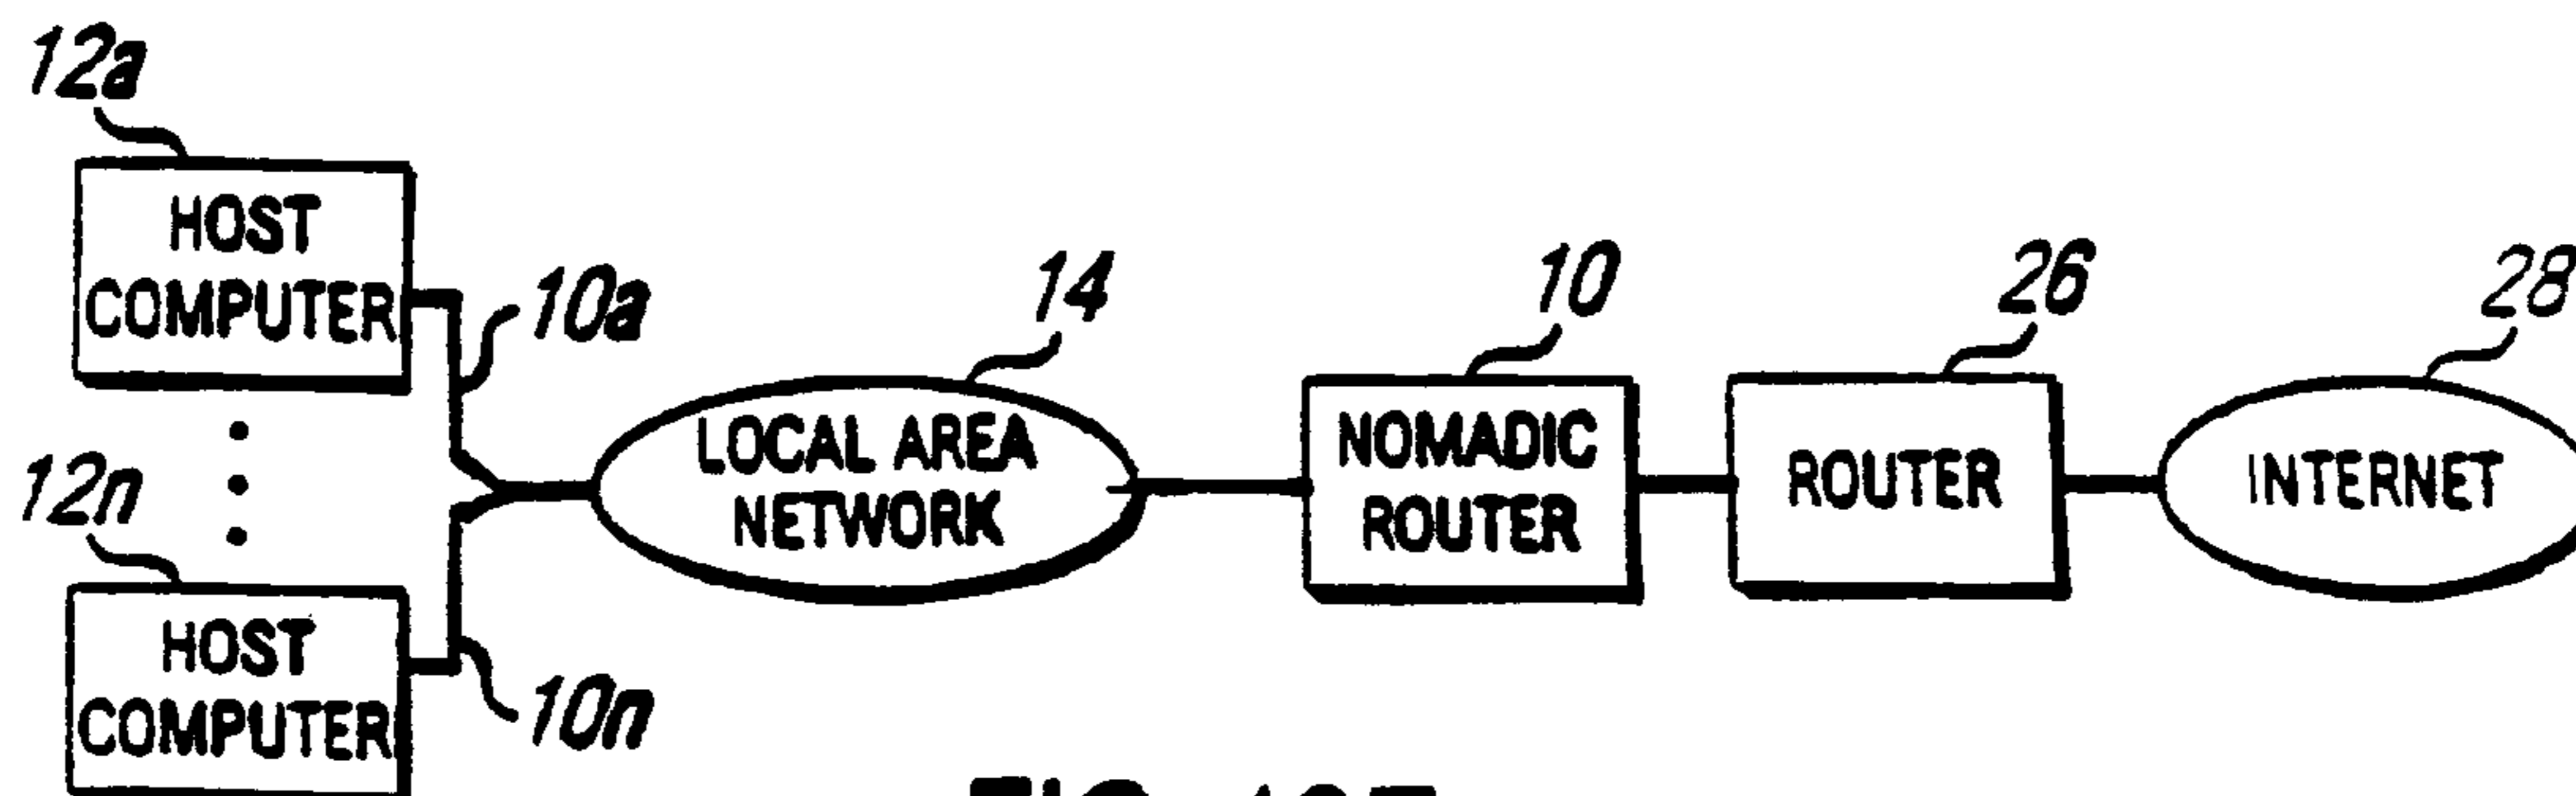 12a
HOST
COMPUTER
10a
14
LOCAL AREA
NETWORK
10
NOMADIC
ROUTER
26
ROUTER
28
INTERNET
12n
HOST
COMPUTER
10n